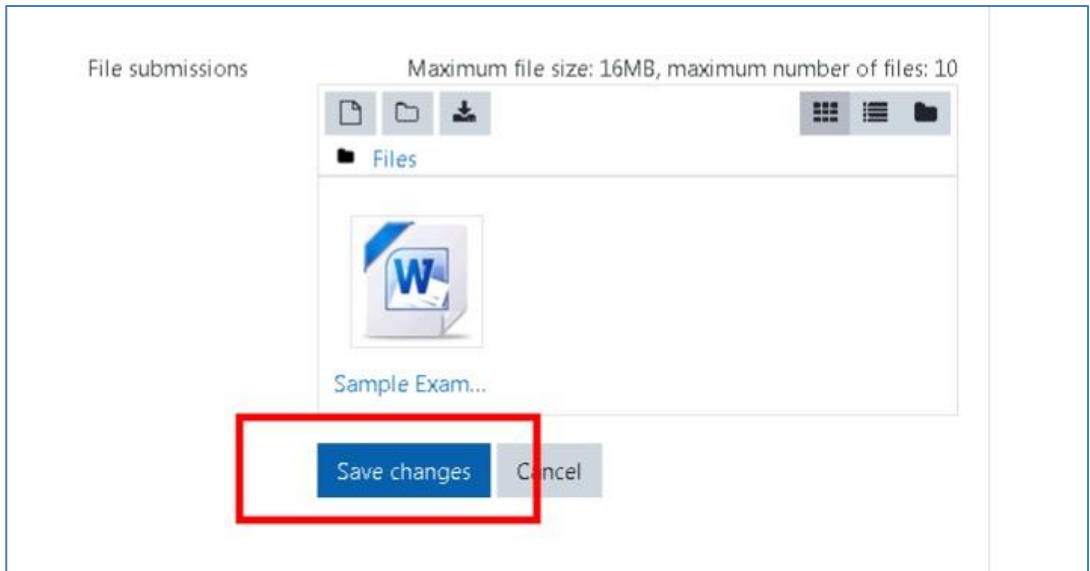 File submissions
Maximum file size: 16MB, maximum number of files: 10
Files
W
Sample Exam...
Save changes
Cancel